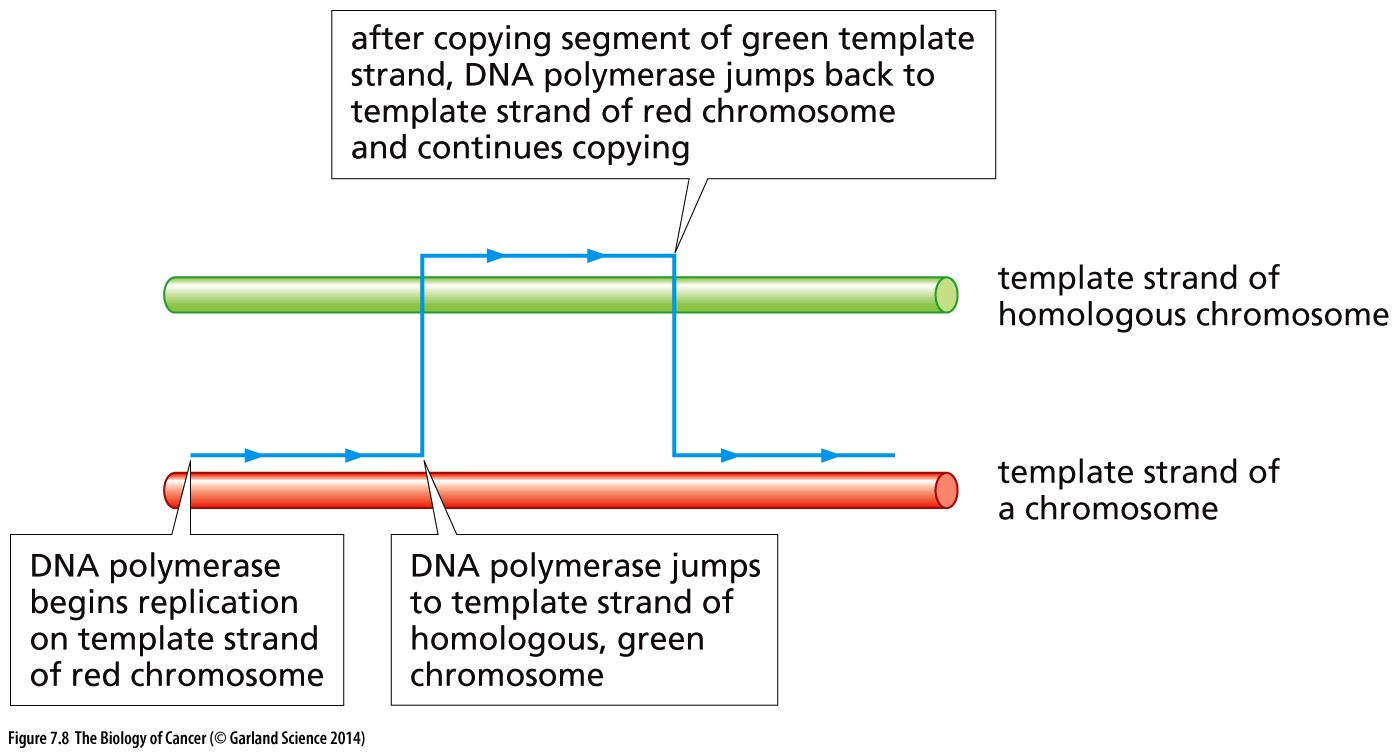 after copying segment of green template
strand, DNA polymerase jumps back to
template strand of red chromosome
and continues copying
template strand of
homologous chromosome
template strand of
a chromosome
DNA polymerase
begins replication
on template strand
of red chromosome
DNA polymerase jumps
to template strand of
homologous, green
chromosome
Figure 7.8 The Biology of Cancer (© Garland Science 2014)